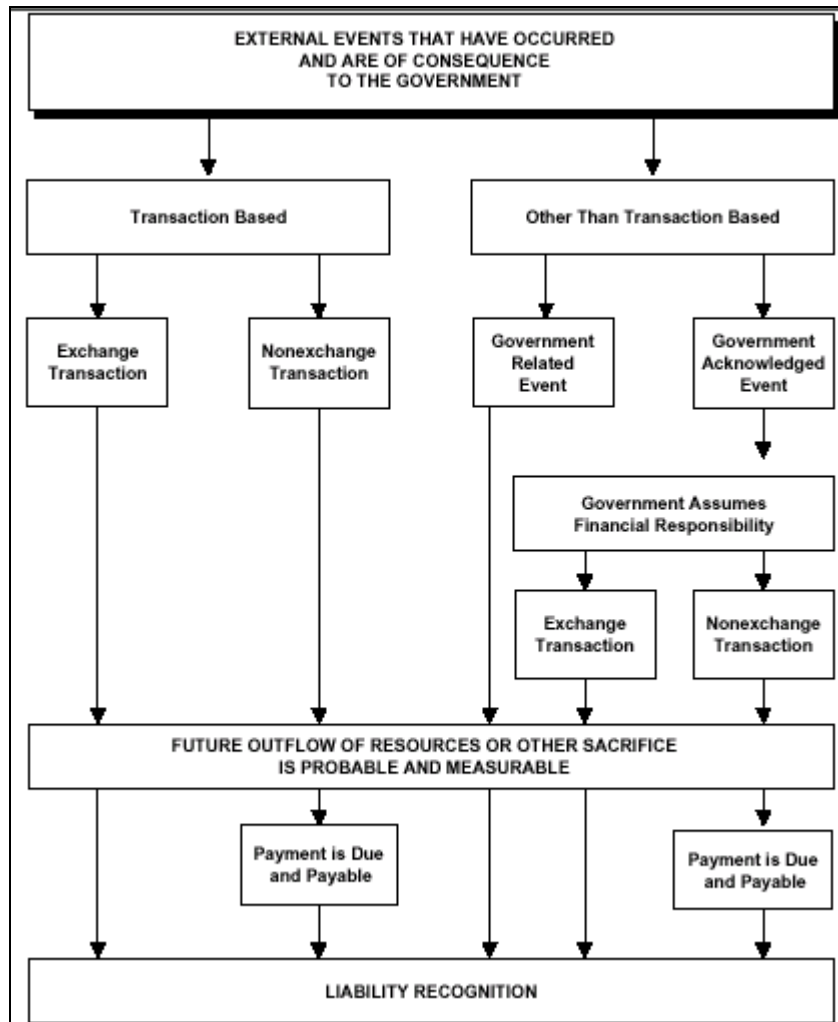 EXTERNAL EVENTS THAT HAVE OCCURRED
AND ARE OF CONSEQUENCE
TO THE GOVERNMENT
Transaction Based
Other Than Transaction Based
Exchange
Transaction
Nonexchange
Transaction
Government
Related
Event
Government
Acknowledged
Event
Government Assumes
Financial Responsibility
Exchange
Transaction
Nonexchange
Transaction
FUTURE OUTFLOW OF RESOURCES OR OTHER SACRIFICE
IS PROBABLE AND MEASURABLE
Payment is Due
and Payable
Payment is Due
and Payable
LIABILITY RECOGNITION